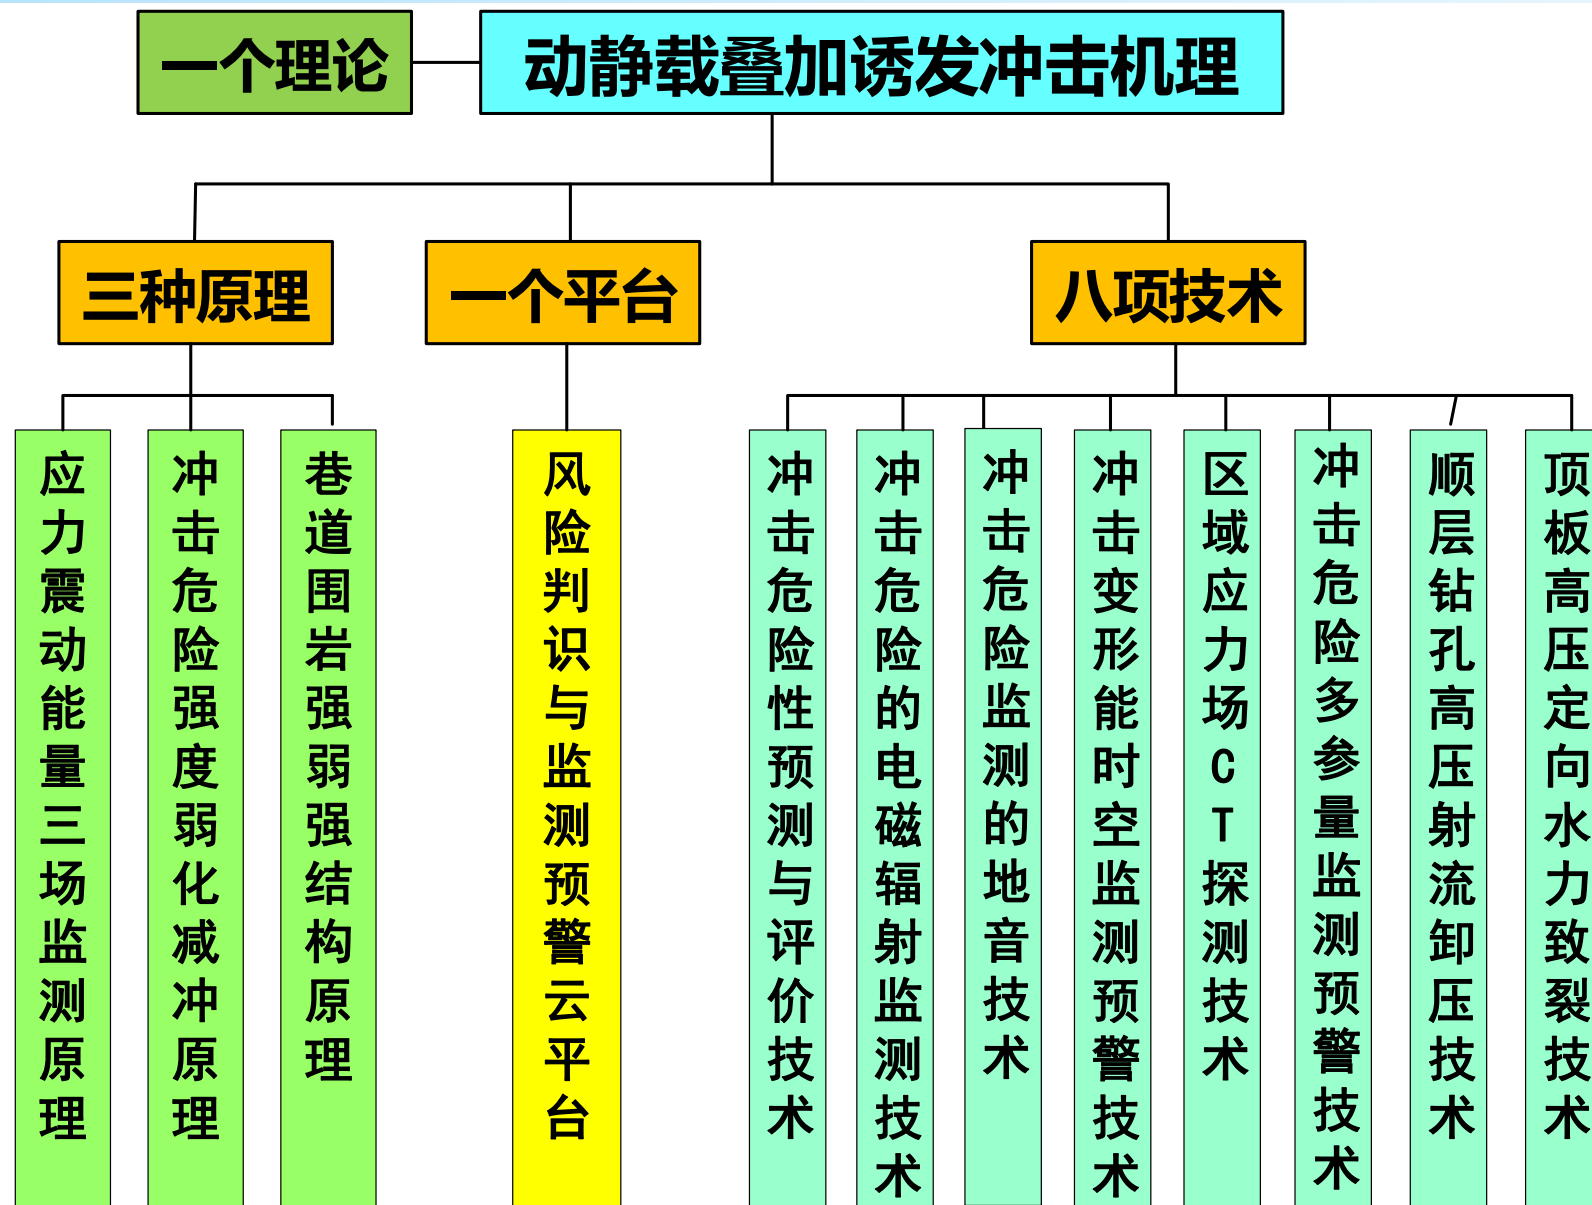 一个理论
动静载叠加诱发冲击机理
三种原理
一个平台
八项技术
应力震动能量三场监测原理
冲击危险强度弱化减冲原理
巷道围岩强弱强结构原理
风险判识与监测预警云平台
冲击危险性预测与评价技术
冲击危险的电磁辐射监测技术
冲击危险监测的地音技术
冲击变形能时空监测预警技术
区域应力场CT探测技术
冲击危险多参量监测预警技术
顺层钻孔高压射流卸压技术
顶板高压定向水力致裂技术